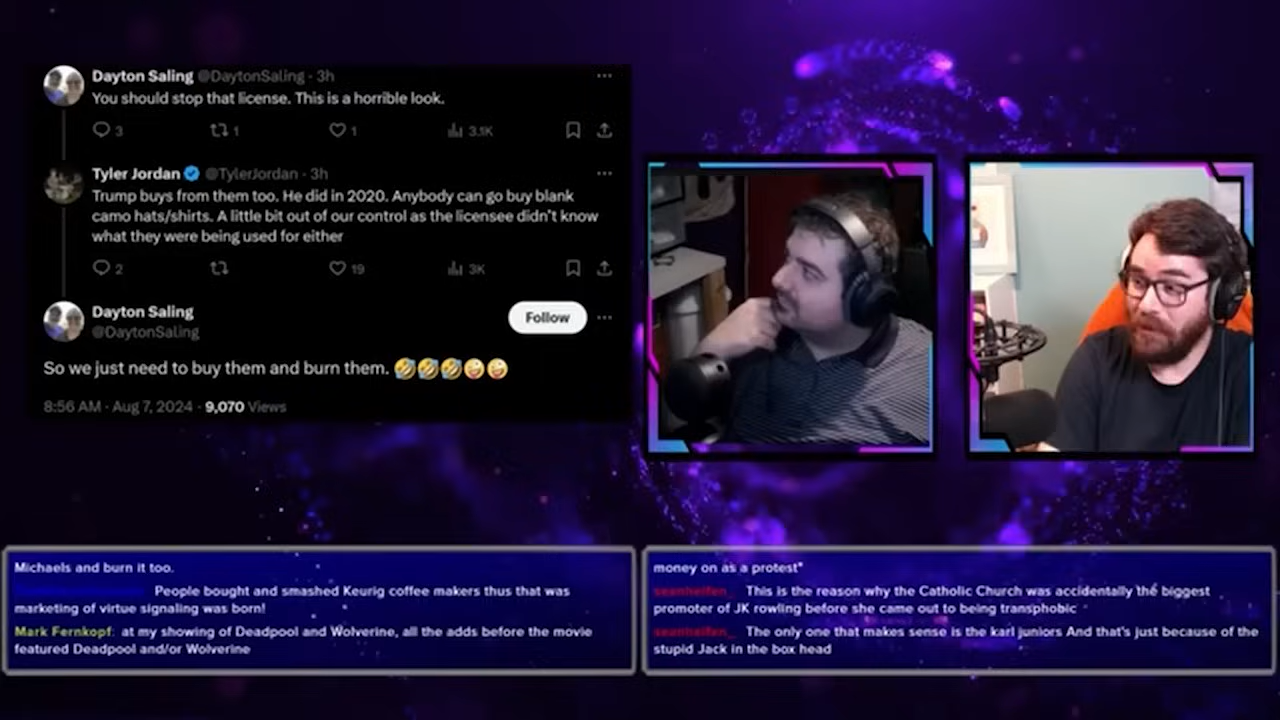 Dayton Saling @DaytonSaling · 3h
You should stop that license. This is a horrible look.
3 1 1 3.1K
Tyler Jordan @TylerJordan · 3h
Trump buys from them too. He did in 2020. Anybody can go buy blank
camo hats/shirts. A little bit out of our control as the licensee didn't know
what they were being used for either
2 19 3K
Dayton Saling
@DaytonSaling
Follow
So we just need to buy them and burn them. 🤣🤣🤣🤪🤪
8:56 AM · Aug 7, 2024 · 9,070 Views
Michaels and burn it too.
People bought and smashed Keurig coffee makers thus that was
marketing of virtue signaling was born!
Mark Fernkopf: at my showing of Deadpool and Wolverine, all the adds before the movie
featured Deadpool and/or Wolverine
money on as a protest"
seanheifen_ This is the reason why the Catholic Church was accidentally the biggest
promoter of JK rowling before she came out to being transphobic
seanheifen_ The only one that makes sense is the karl juniors And that's just because of the
stupid Jack in the box head